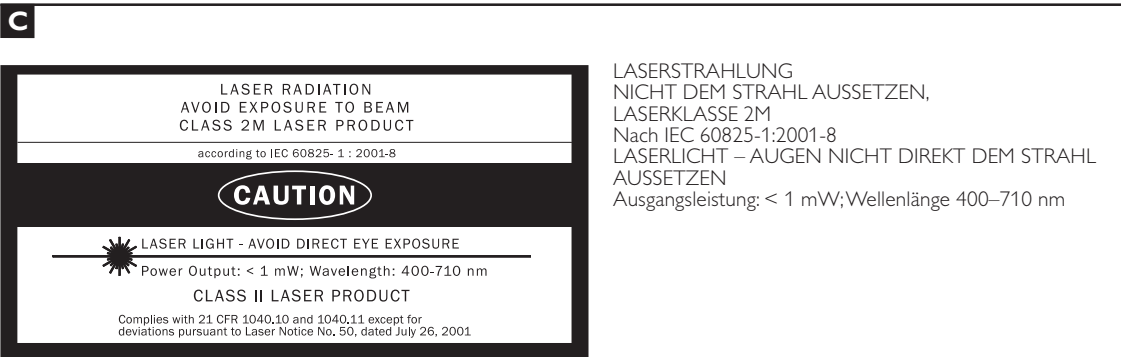 C
LASER RADIATION
AVOID EXPOSURE TO BEAM
CLASS 2M LASER PRODUCT
according to IEC 60825- 1 : 2001-8
CAUTION
LASER LIGHT - AVOID DIRECT EYE EXPOSURE
Power Output: < 1 mW; Wavelength: 400-710 nm
CLASS II LASER PRODUCT
Complies with 21 CFR 1040.10 and 1040.11 except for
deviations pursuant to Laser Notice No. 50, dated July 26, 2001
LASERSTRAHLUNG
NICHT DEM STRAHL AUSSETZEN,
LASERKLASSE 2M
Nach IEC 60825-1:2001-8
LASERLICHT – AUGEN NICHT DIREKT DEM STRAHL
AUSSETZEN
Ausgangsleistung: < 1 mW; Wellenlänge 400–710 nm